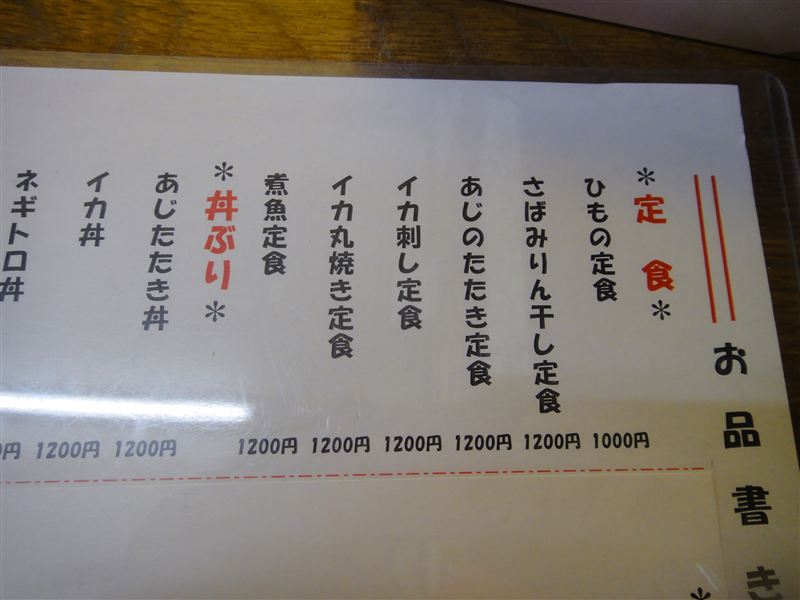 お品書き
*定食*
ひもの定食 1000円
さばみりん干し定食 1200円
あじのたたき定食 1200円
イカ刺し定食 1200円
イカ丸焼き定食 1200円
煮魚定食 1200円
*丼ぶり*
あじたたき丼 1200円
イカ丼 1200円
ネギトロ丼